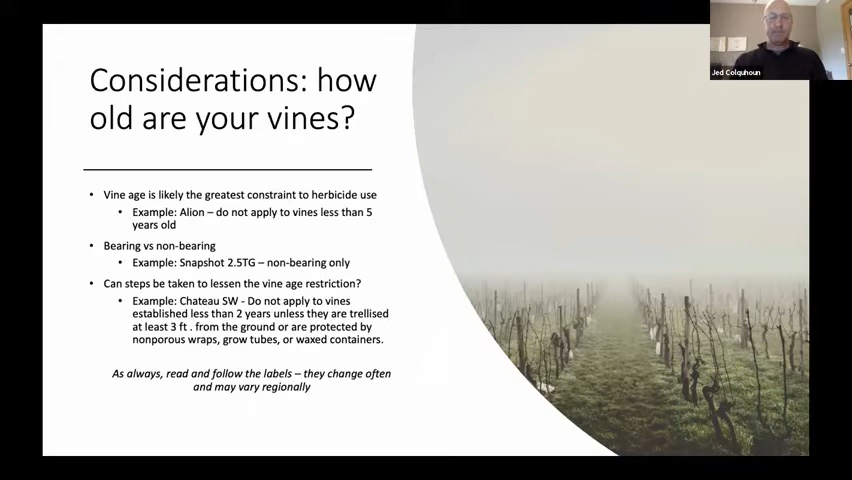 Considerations: how
old are your vines?
• Vine age is likely the greatest constraint to herbicide use
• Example: Alion – do not apply to vines less than 5
years old
• Bearing vs non-bearing
• Example: Snapshot 2.5TG – non-bearing only
• Can steps be taken to lessen the vine age restriction?
• Example: Chateau SW - Do not apply to vines
established less than 2 years unless they are trellised
at least 3 ft . from the ground or are protected by
nonporous wraps, grow tubes, or waxed containers.
As always, read and follow the labels – they change often
and may vary regionally
Jed Colquhoun